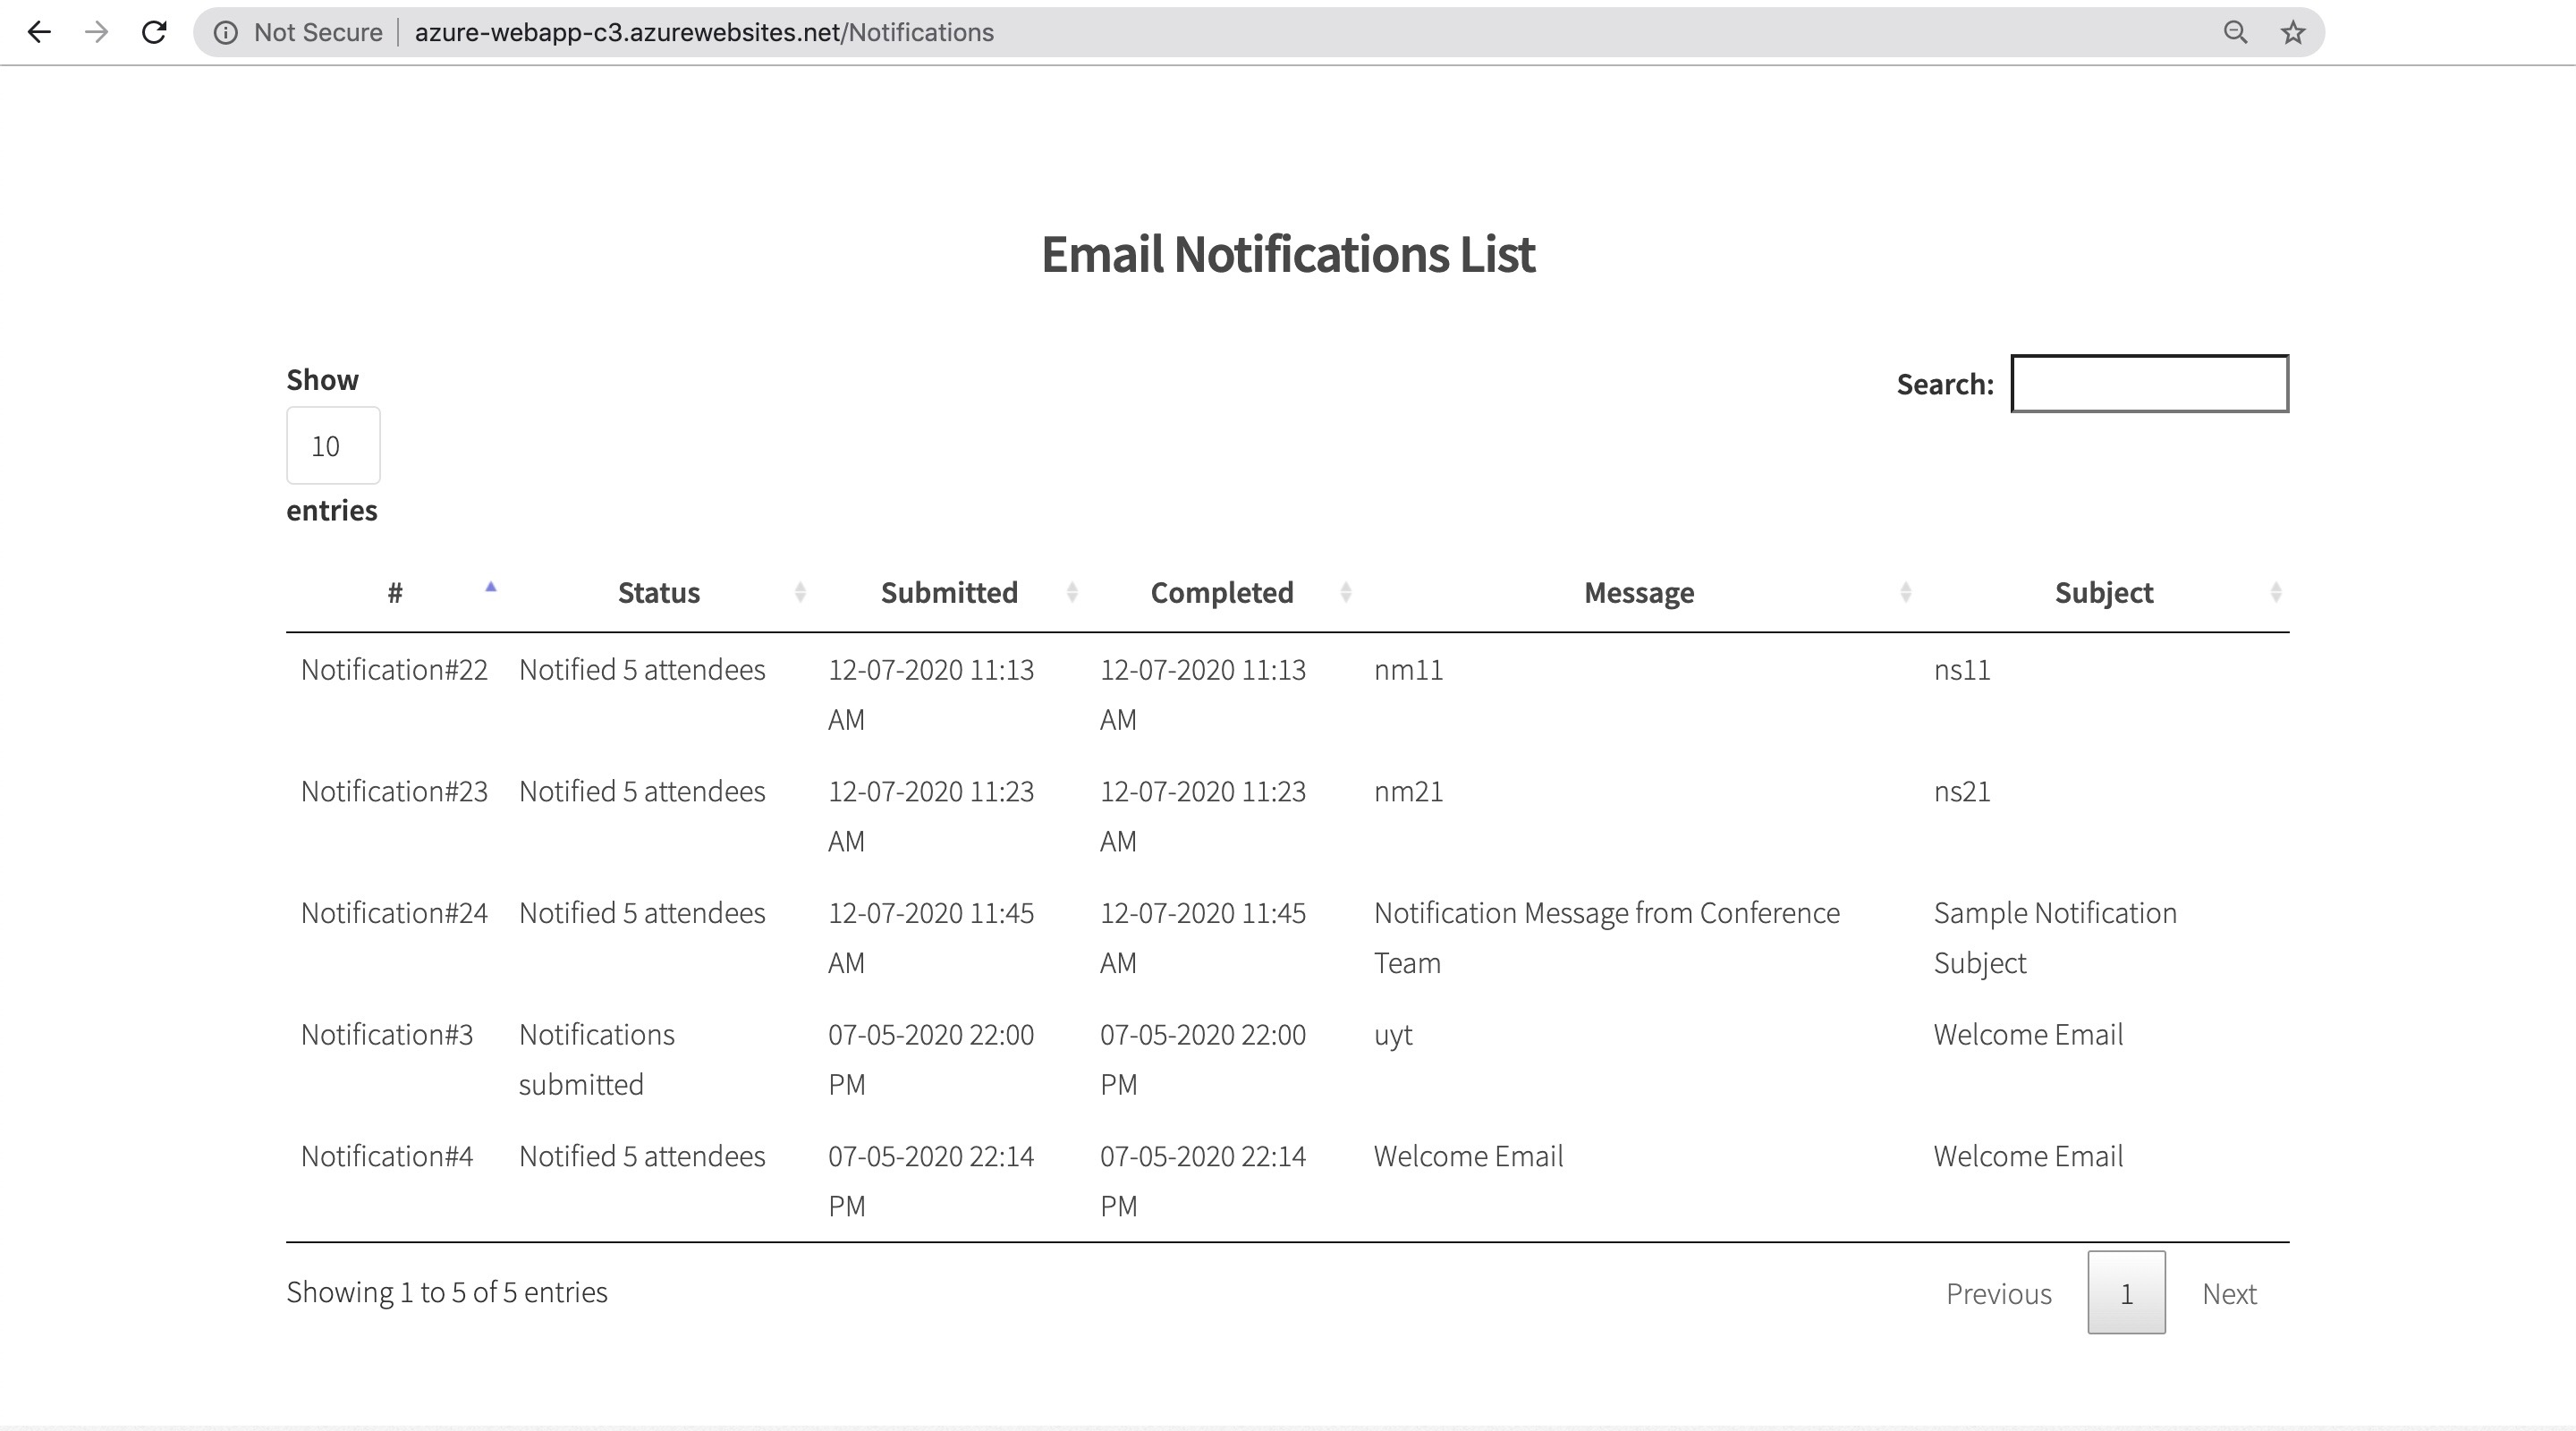 Not Secure azure-webapp-c3.azurewebsites.net/Notifications
Email Notifications List
Show
10
entries
Search:
# Status Submitted Completed Message Subject
Notification#22 Notified 5 attendees 12-07-2020 11:13 12-07-2020 11:13 nm11 ns11
AM AM
Notification#23 Notified 5 attendees 12-07-2020 11:23 12-07-2020 11:23 nm21 ns21
AM AM
Notification#24 Notified 5 attendees 12-07-2020 11:45 12-07-2020 11:45 Notification Message from Conference Sample Notification
AM AM Team Subject
Notification#3 Notifications 07-05-2020 22:00 07-05-2020 22:00 uyt Welcome Email
submitted PM PM
Notification#4 Notified 5 attendees 07-05-2020 22:14 07-05-2020 22:14 Welcome Email Welcome Email
PM PM
Showing 1 to 5 of 5 entries Previous 1 Next